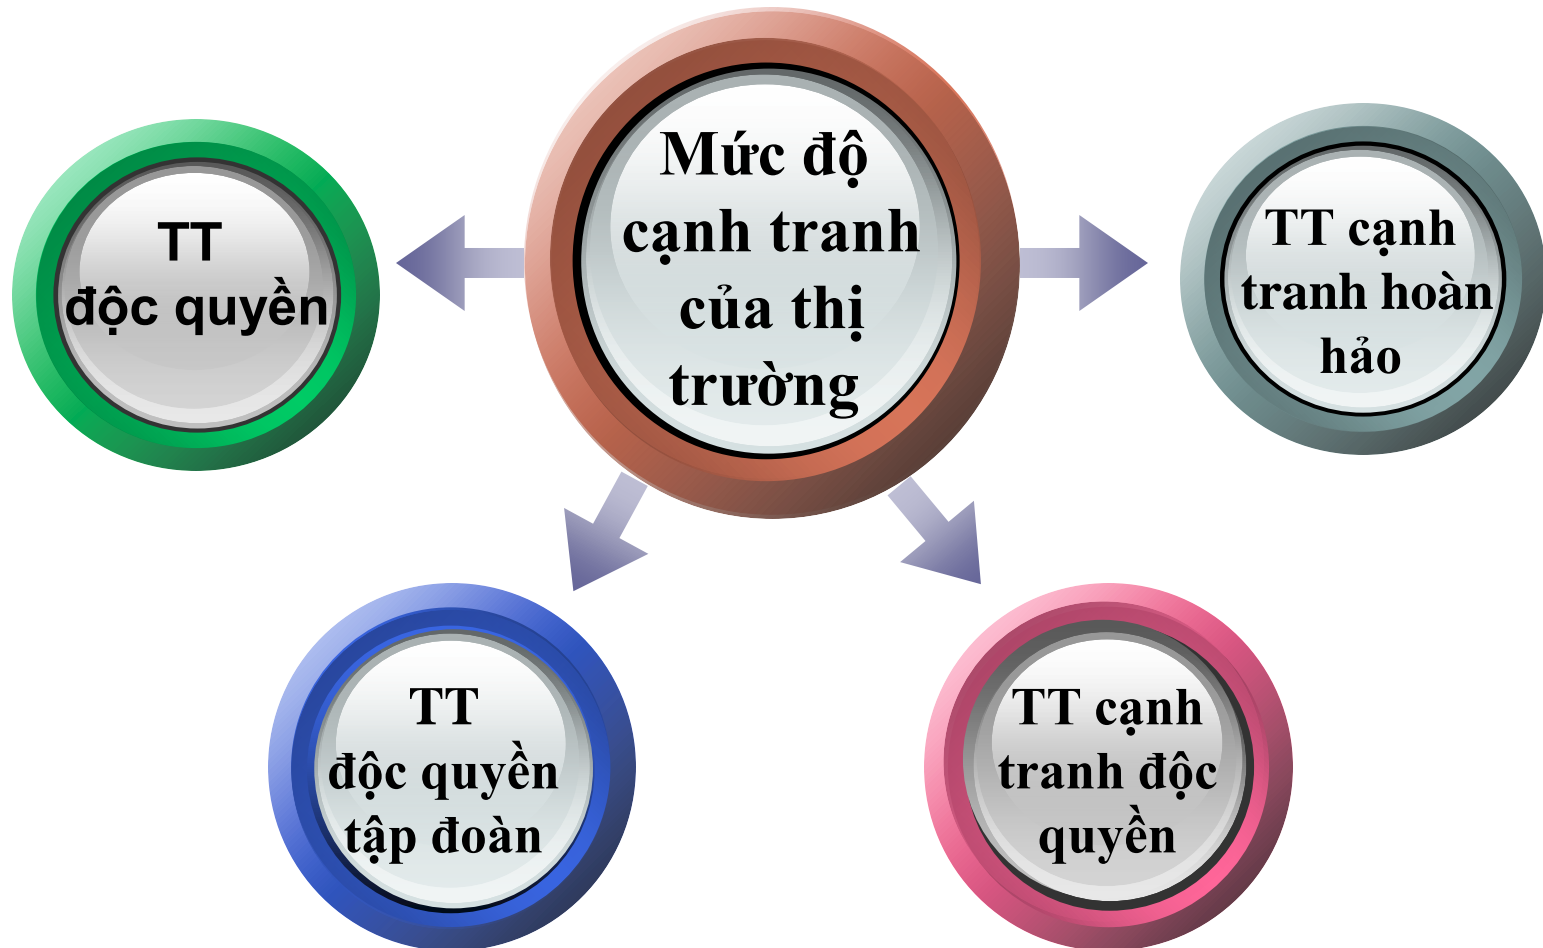 Mức độ
cạnh tranh
của thị
trường
TT
độc quyền
TT cạnh
tranh hoàn
hảo
TT
độc quyền
tập đoàn
TT cạnh
tranh độc
quyền